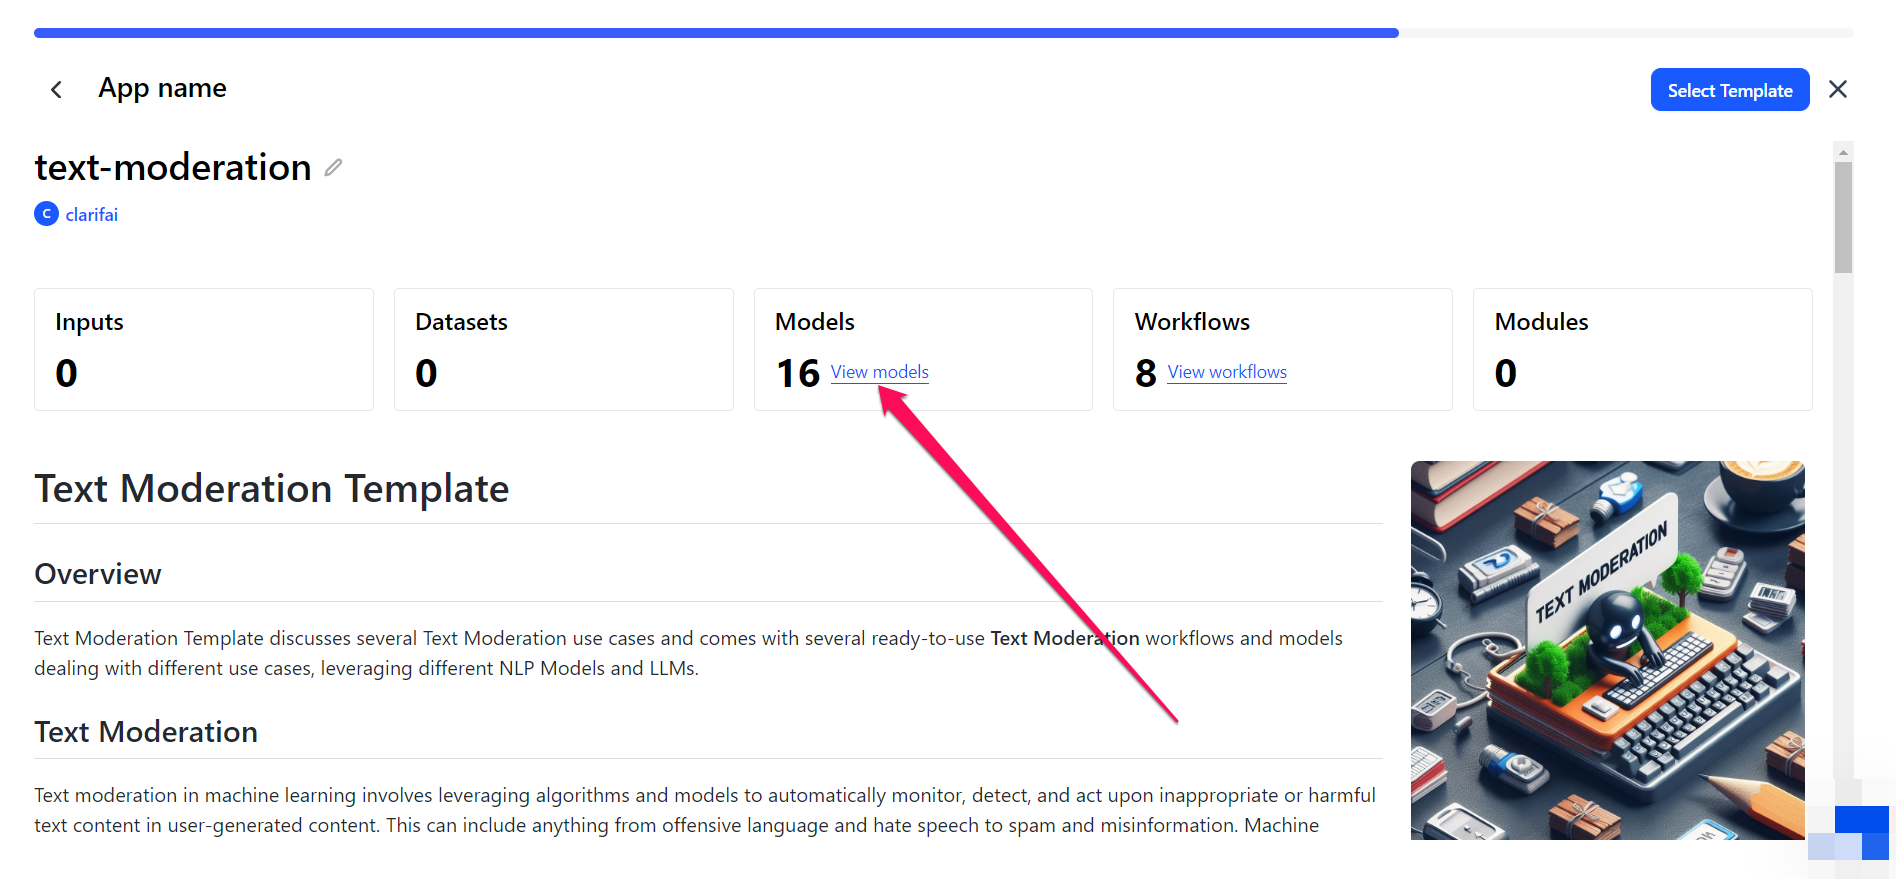 App name
Select Template
text-moderation
C clarifai
Inputs
0
Datasets
0
Models
16 View models
Workflows
8 View workflows
Modules
0
Text Moderation Template
Overview
Text Moderation Template discusses several Text Moderation use cases and comes with several ready-to-use Text Moderation workflows and models
dealing with different use cases, leveraging different NLP Models and LLMs.
Text Moderation
Text moderation in machine learning involves leveraging algorithms and models to automatically monitor, detect, and act upon inappropriate or harmful
text content in user-generated content. This can include anything from offensive language and hate speech to spam and misinformation. Machine
TEXT MODERATION